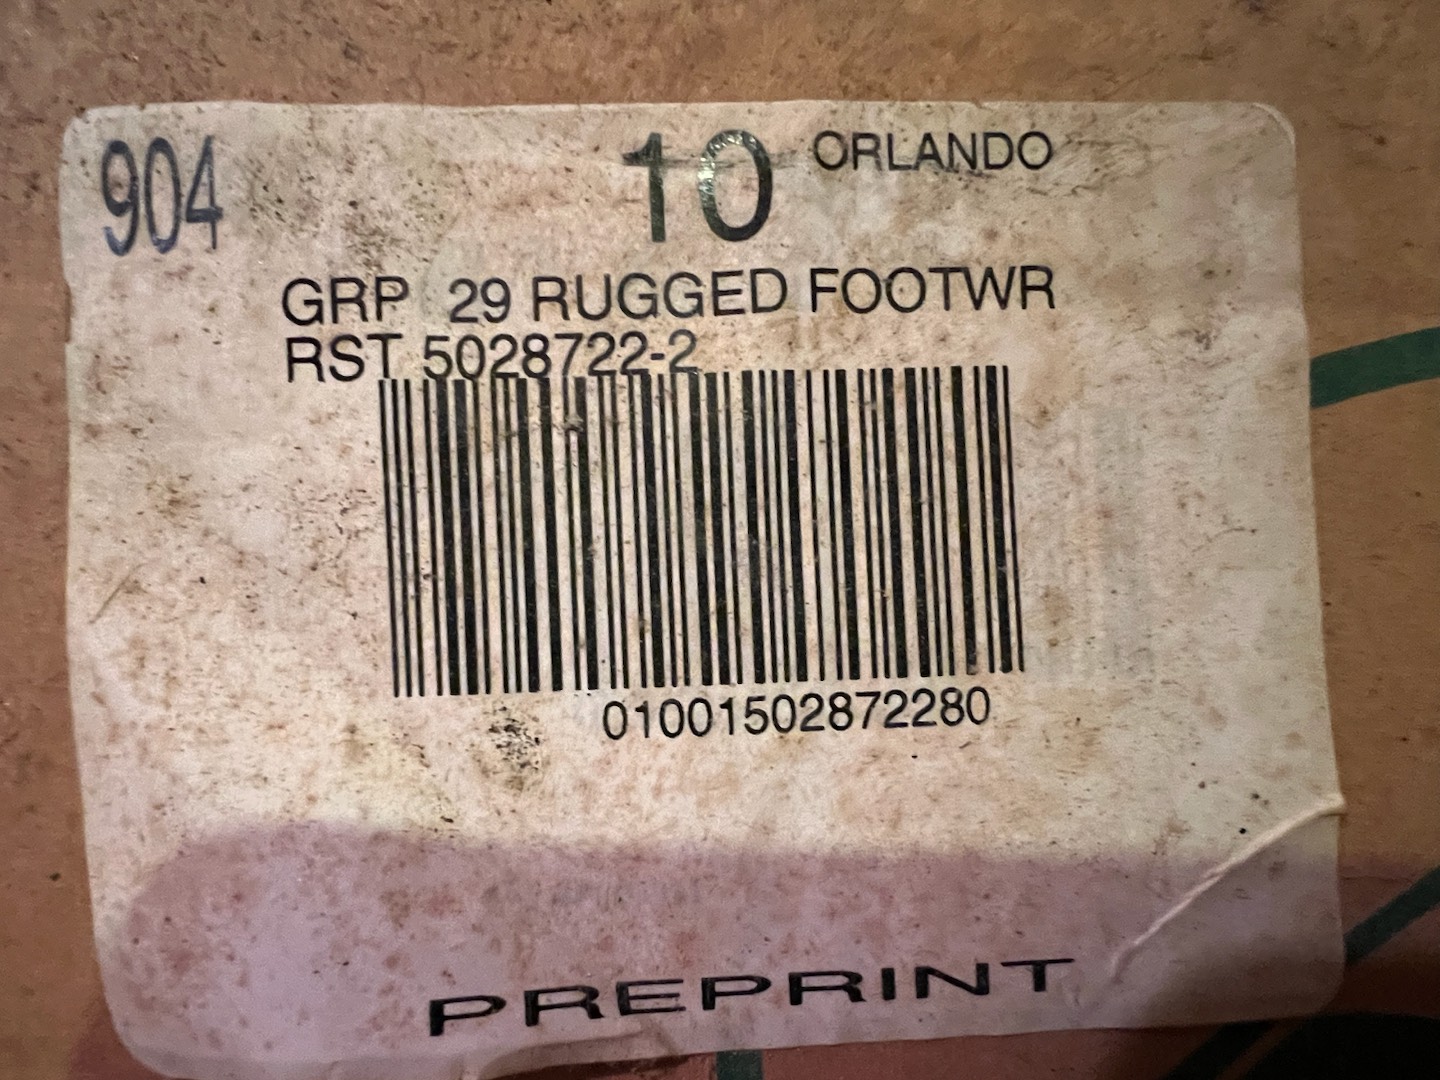 904 10 ORLANDO
GRP 29 RUGGED FOOTWR
RST 5028722-2
01001502872280
PREPRINT